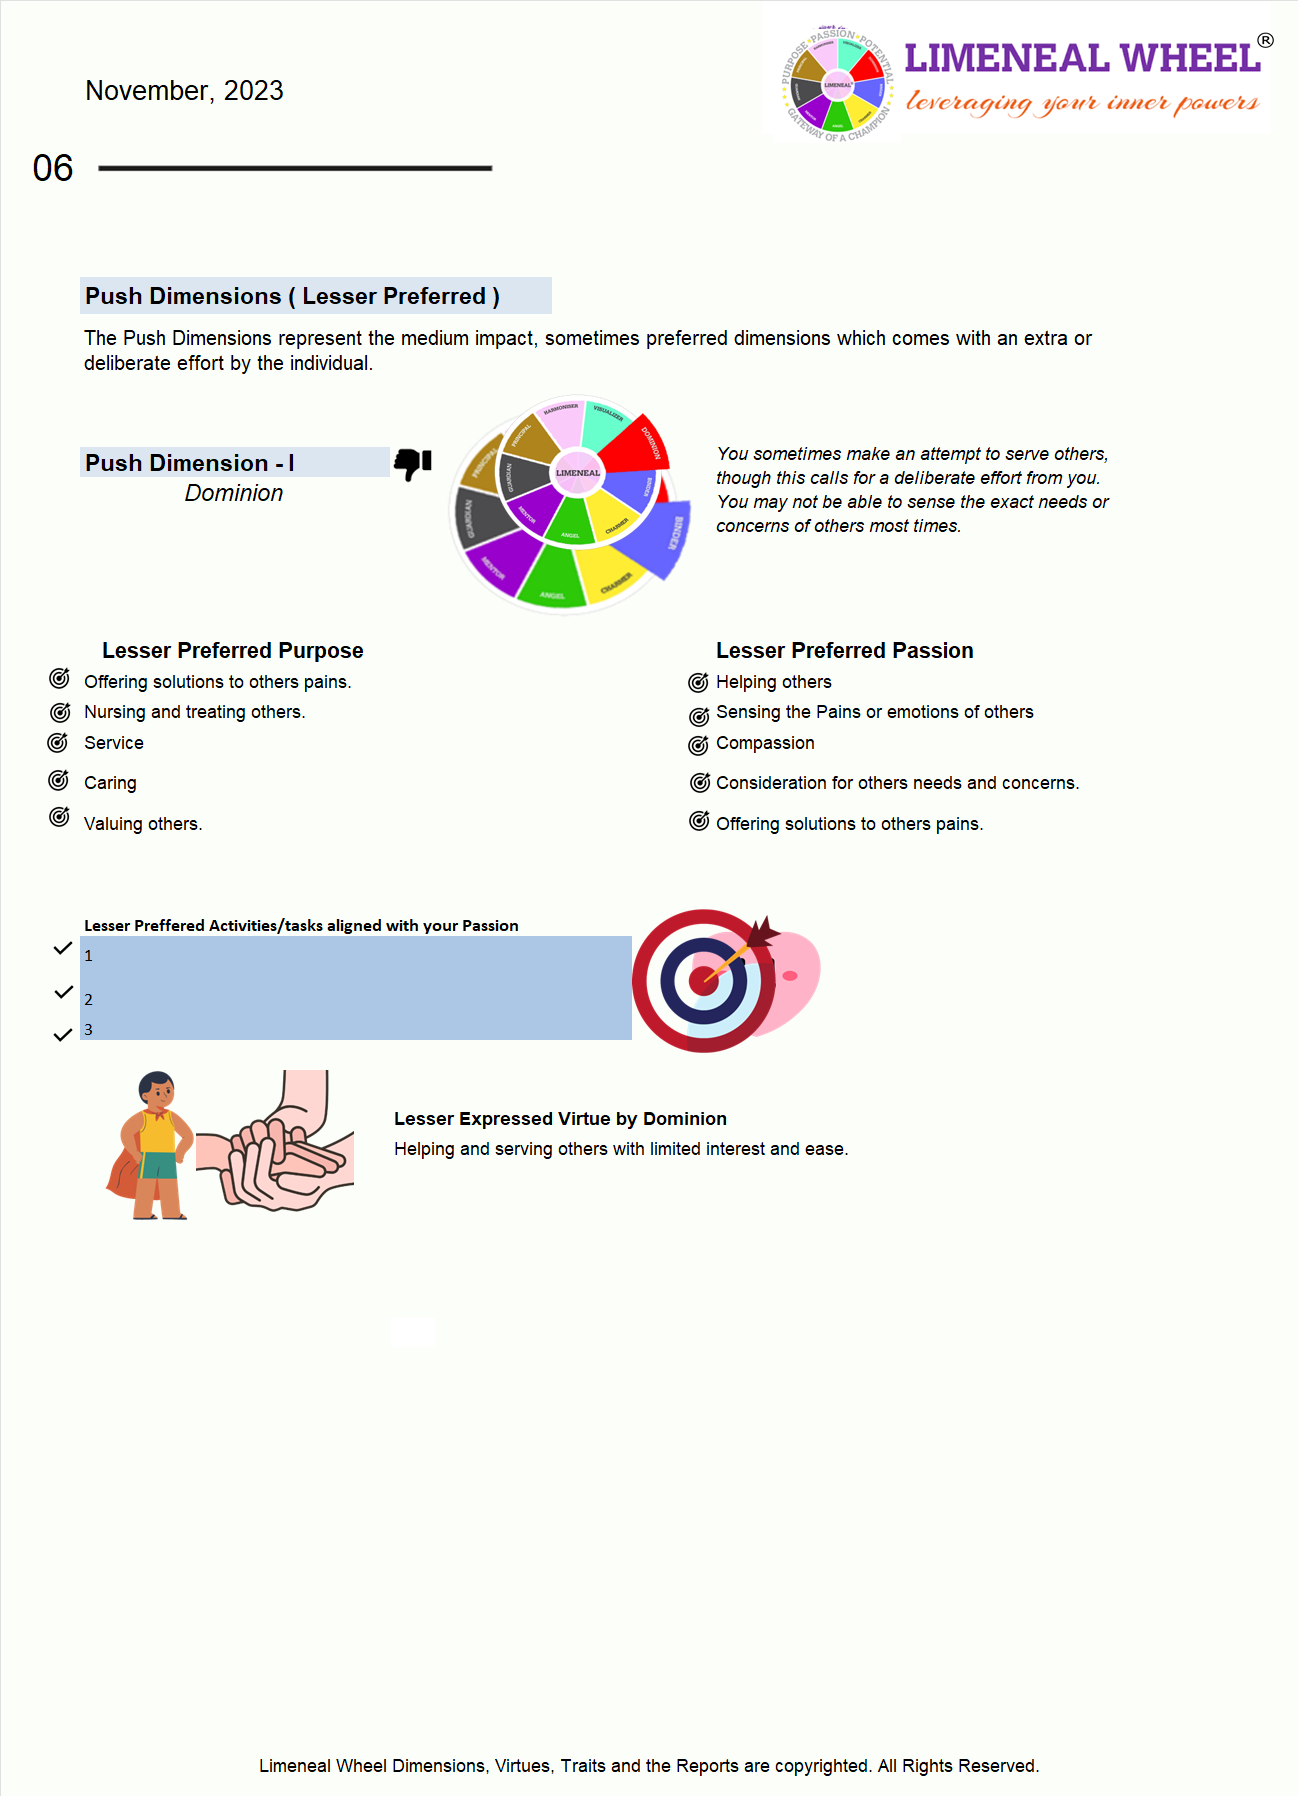 November, 2023
PURPOSE • PASSION • POTENTIAL
GATEWAY OF A CHAMPION
LIMENEAL
LIMENEAL WHEEL®
leveraging your inner powers
06
Push Dimensions ( Lesser Preferred )
The Push Dimensions represent the medium impact, sometimes preferred dimensions which comes with an extra or
deliberate effort by the individual.
Push Dimension - I
Dominion
HARMONISER
VISUALIZER
DOMINION
BINDER
CHARMER
ANGEL
MENTOR
GUARDIAN
PRINCIPAL
LIMENEAL
PRINCIPAL
GUARDIAN
MENTOR
ANGEL
CHARMER
BINDER
You sometimes make an attempt to serve others,
though this calls for a deliberate effort from you.
You may not be able to sense the exact needs or
concerns of others most times.
Lesser Preferred Purpose
Offering solutions to others pains.
Nursing and treating others.
Service
Caring
Valuing others.
Lesser Preferred Passion
Helping others
Sensing the Pains or emotions of others
Compassion
Consideration for others needs and concerns.
Offering solutions to others pains.
Lesser Preffered Activities/tasks aligned with your Passion
1
2
3
Lesser Expressed Virtue by Dominion
Helping and serving others with limited interest and ease.
Limeneal Wheel Dimensions, Virtues, Traits and the Reports are copyrighted. All Rights Reserved.